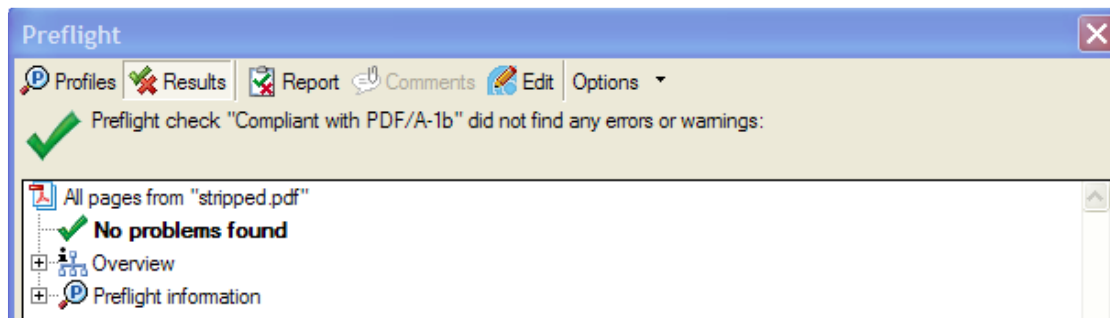 Preflight
Profiles Results Report Comments Edit Options
Preflight check "Compliant with PDF/A-1b" did not find any errors or warnings:
All pages from "stripped.pdf"
No problems found
Overview
Preflight information